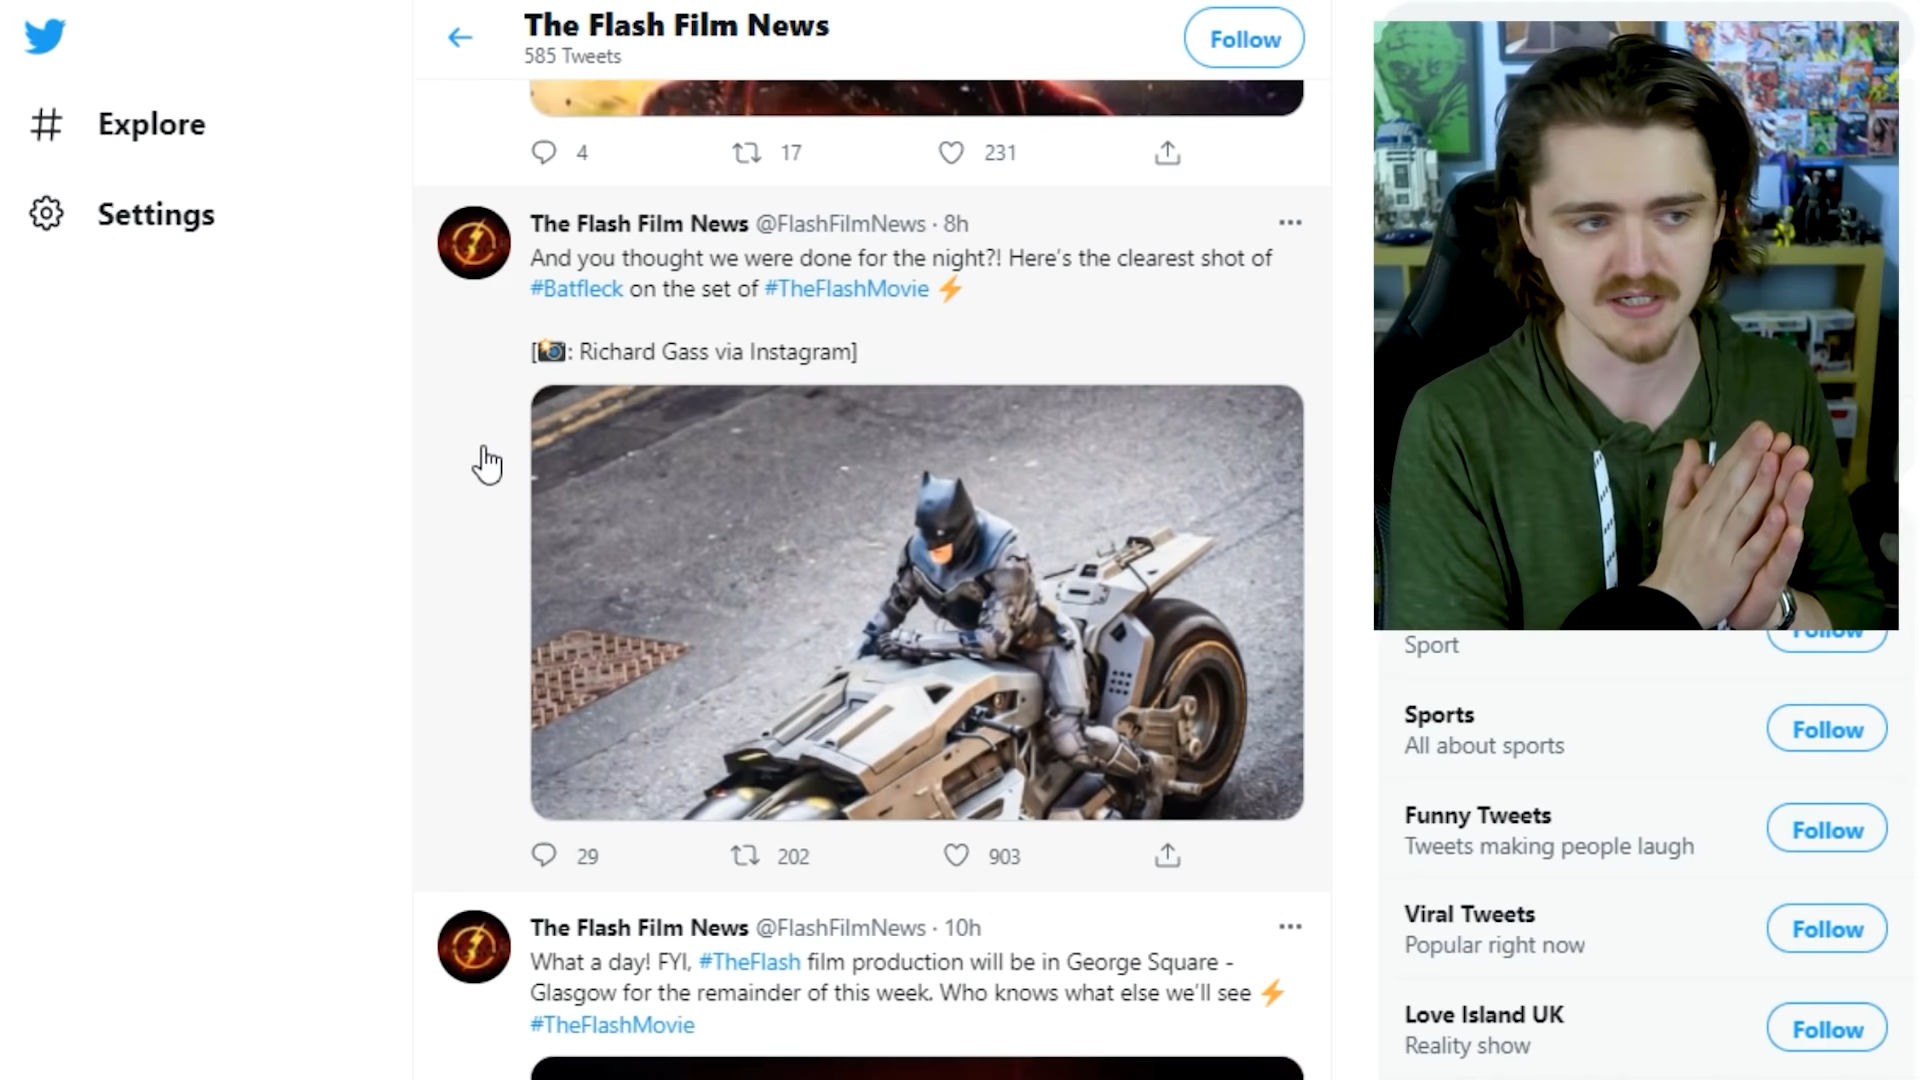 The Flash Film News
585 Tweets
Follow
Explore
Settings
4
17
231
The Flash Film News @FlashFilmNews · 8h
And you thought we were done for the night?! Here's the clearest shot of
#Batfleck on the set of #TheFlashMovie ⚡
[📸: Richard Gass via Instagram]
29
202
903
The Flash Film News @FlashFilmNews · 10h
What a day! FYI, #TheFlash film production will be in George Square -
Glasgow for the remainder of this week. Who knows what else we'll see ⚡
#TheFlashMovie
Sport
Follow
Sports
All about sports
Follow
Funny Tweets
Tweets making people laugh
Follow
Viral Tweets
Popular right now
Follow
Love Island UK
Reality show
Follow